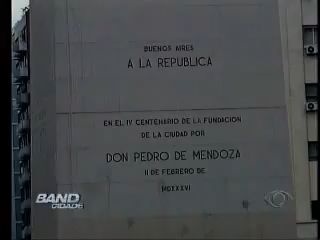 BUENOS AIRES
A LA REPUBLICA
EN EL IV CENTENARIO DE LA FUNDACION
DE LA CIUDAD POR
DON PEDRO DE MENDOZA
II DE FEBRERO DE
MDXXXVI
BAND
CIDADE